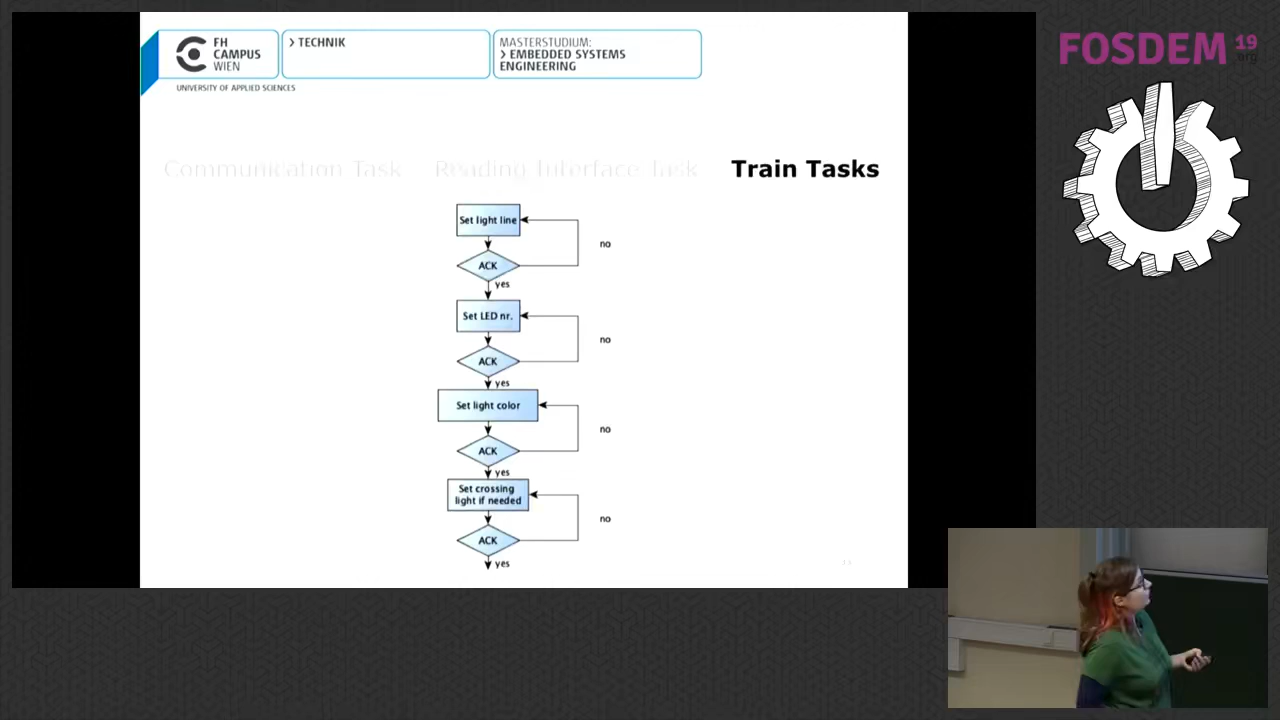 FH
CAMPUS
WIEN
> TECHNIK
MASTERSTUDIUM:
> EMBEDDED SYSTEMS
ENGINEERING
UNIVERSITY OF APPLIED SCIENCES
FOSDEM 19
.org
Communication Task
Reading Interface Task
Train Tasks
Set light line
no
ACK
yes
Set LED nr.
no
ACK
yes
Set light color
no
ACK
yes
Set crossing
light if needed
no
ACK
yes